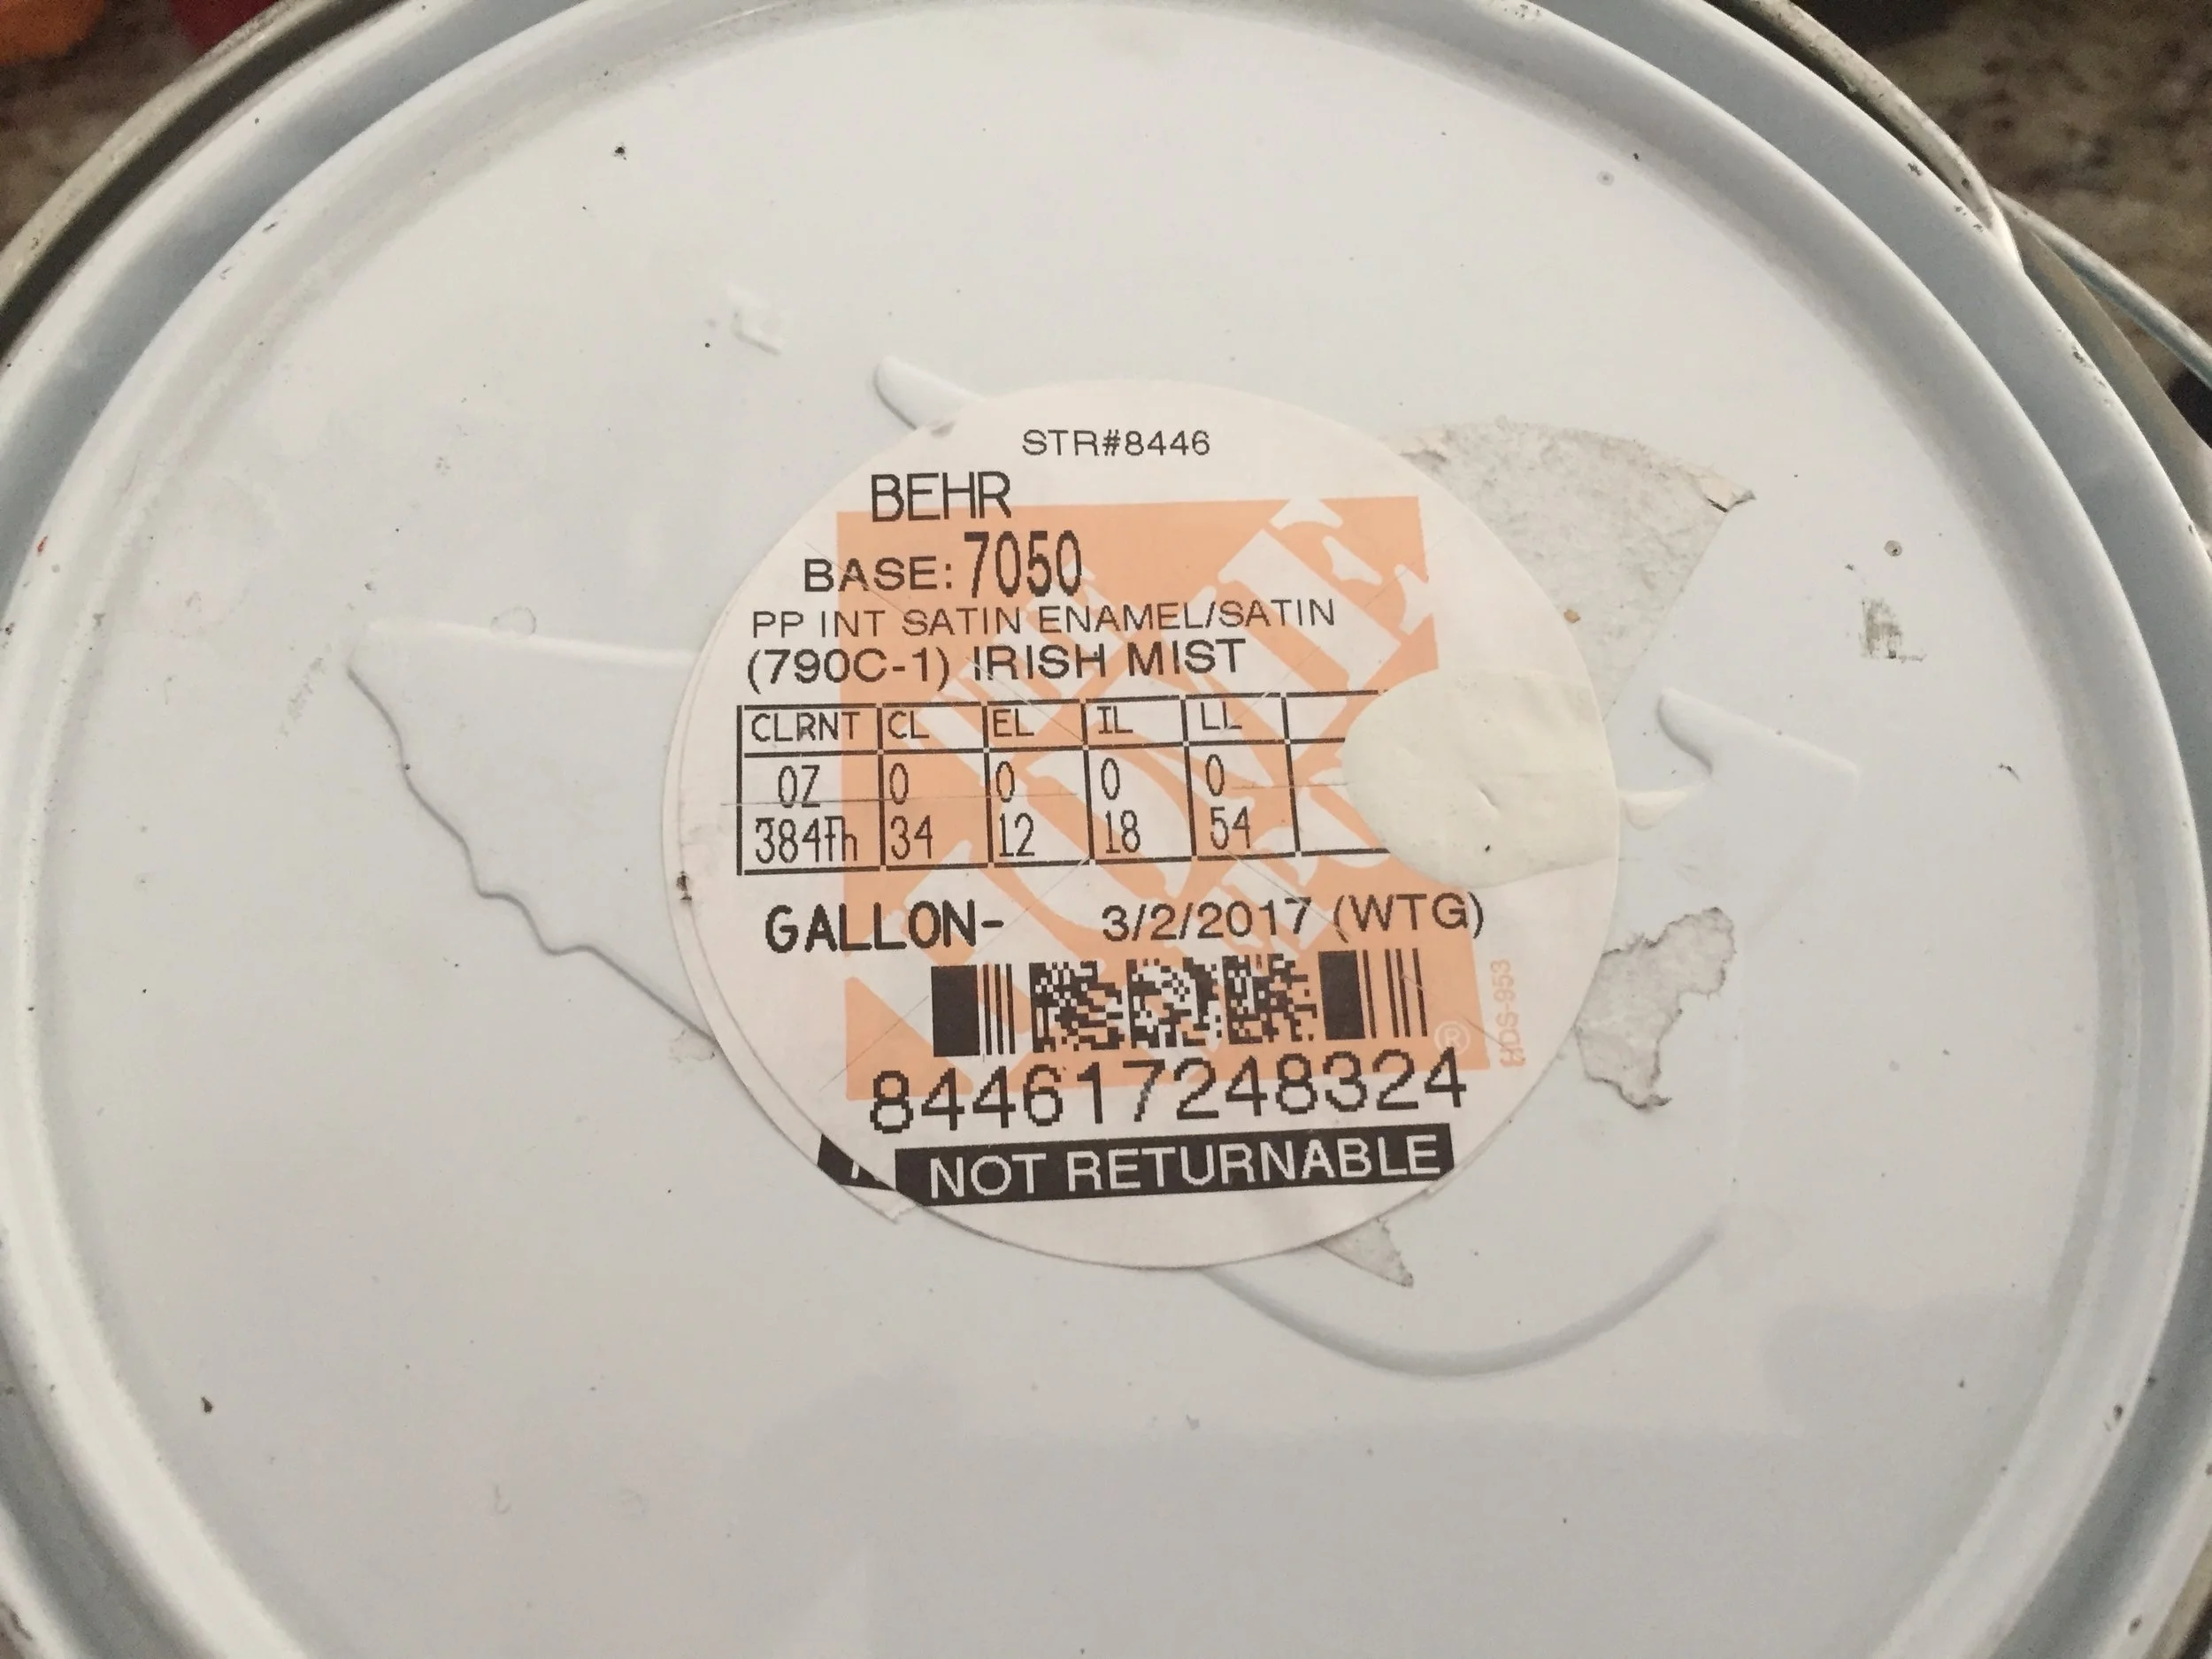 STR#8446
BEHR
BASE: 7050
PP INT SATIN ENAMEL/SATIN
(790C-1) IRISH MIST
CLRNT CL EL IL LL
OZ 0 0 0 0
384Th 34 12 18 54
GALLON- 3/2/2017 (WTG)
HDS-953
®
844617248324
NOT RETURNABLE